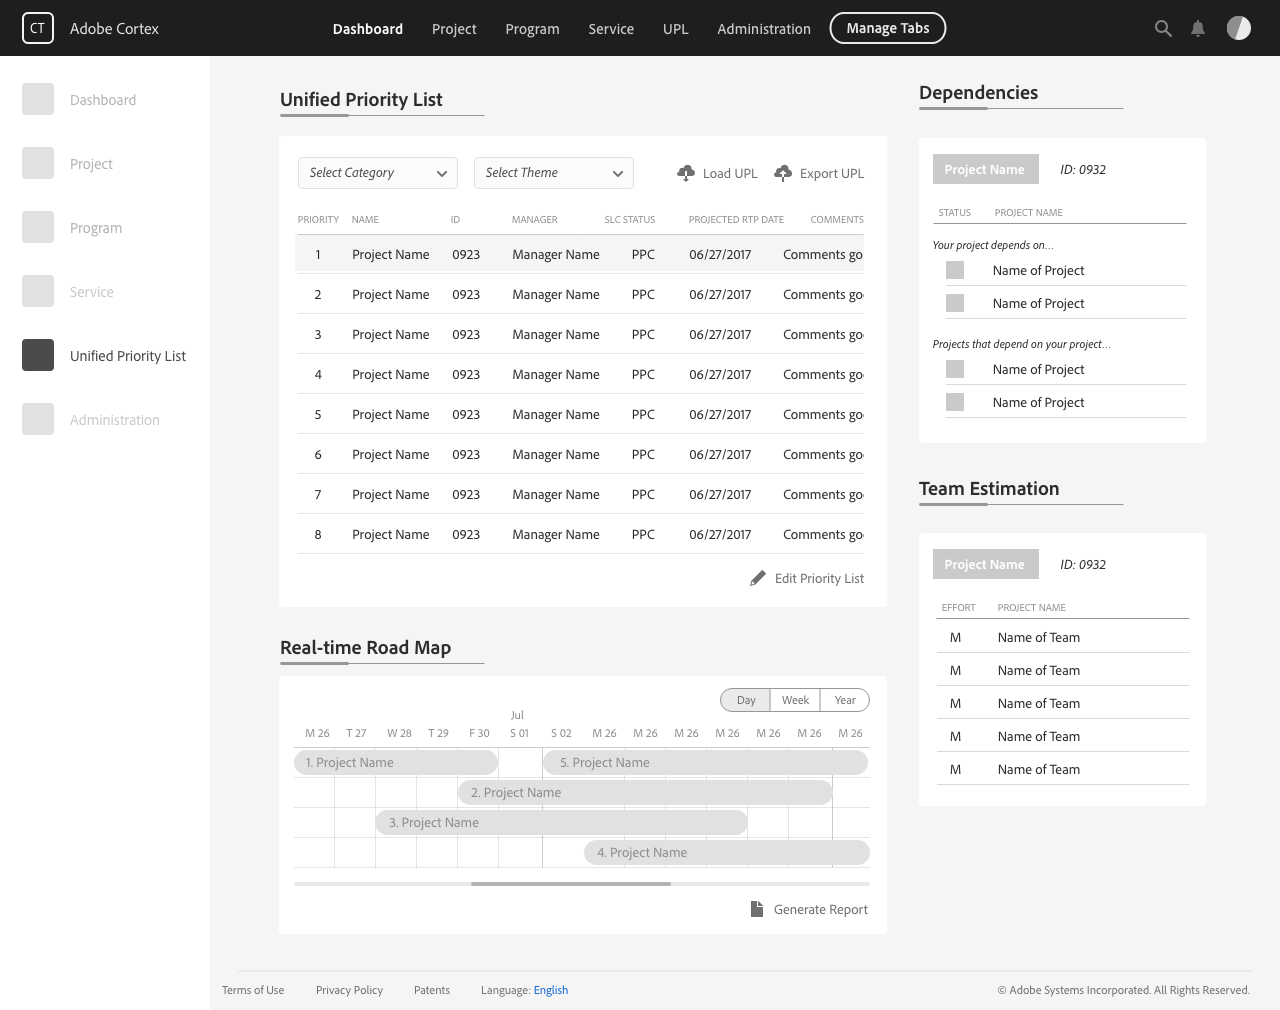 CT Adobe Cortex Dashboard Project Program Service UPL Administration Manage Tabs
Dashboard
Project
Program
Service
Unified Priority List
Administration
Unified Priority List
Select Category Select Theme Load UPL Export UPL
PRIORITY NAME ID MANAGER SLC STATUS PROJECTED RTP DATE COMMENTS
1 Project Name 0923 Manager Name PPC 06/27/2017 Comments go
2 Project Name 0923 Manager Name PPC 06/27/2017 Comments go
3 Project Name 0923 Manager Name PPC 06/27/2017 Comments go
4 Project Name 0923 Manager Name PPC 06/27/2017 Comments go
5 Project Name 0923 Manager Name PPC 06/27/2017 Comments go
6 Project Name 0923 Manager Name PPC 06/27/2017 Comments go
7 Project Name 0923 Manager Name PPC 06/27/2017 Comments go
8 Project Name 0923 Manager Name PPC 06/27/2017 Comments go
Edit Priority List
Real-time Road Map
Day Week Year
Jul
M 26 T 27 W 28 T 29 F 30 S 01 S 02 M 26 M 26 M 26 M 26 M 26 M 26 M 26
1. Project Name 5. Project Name
2. Project Name
3. Project Name
4. Project Name
Generate Report
Dependencies
Project Name ID: 0932
STATUS PROJECT NAME
Your project depends on...
Name of Project
Name of Project
Projects that depend on your project...
Name of Project
Name of Project
Team Estimation
Project Name ID: 0932
EFFORT PROJECT NAME
M Name of Team
M Name of Team
M Name of Team
M Name of Team
M Name of Team
Terms of Use Privacy Policy Patents Language: English © Adobe Systems Incorporated. All Rights Reserved.